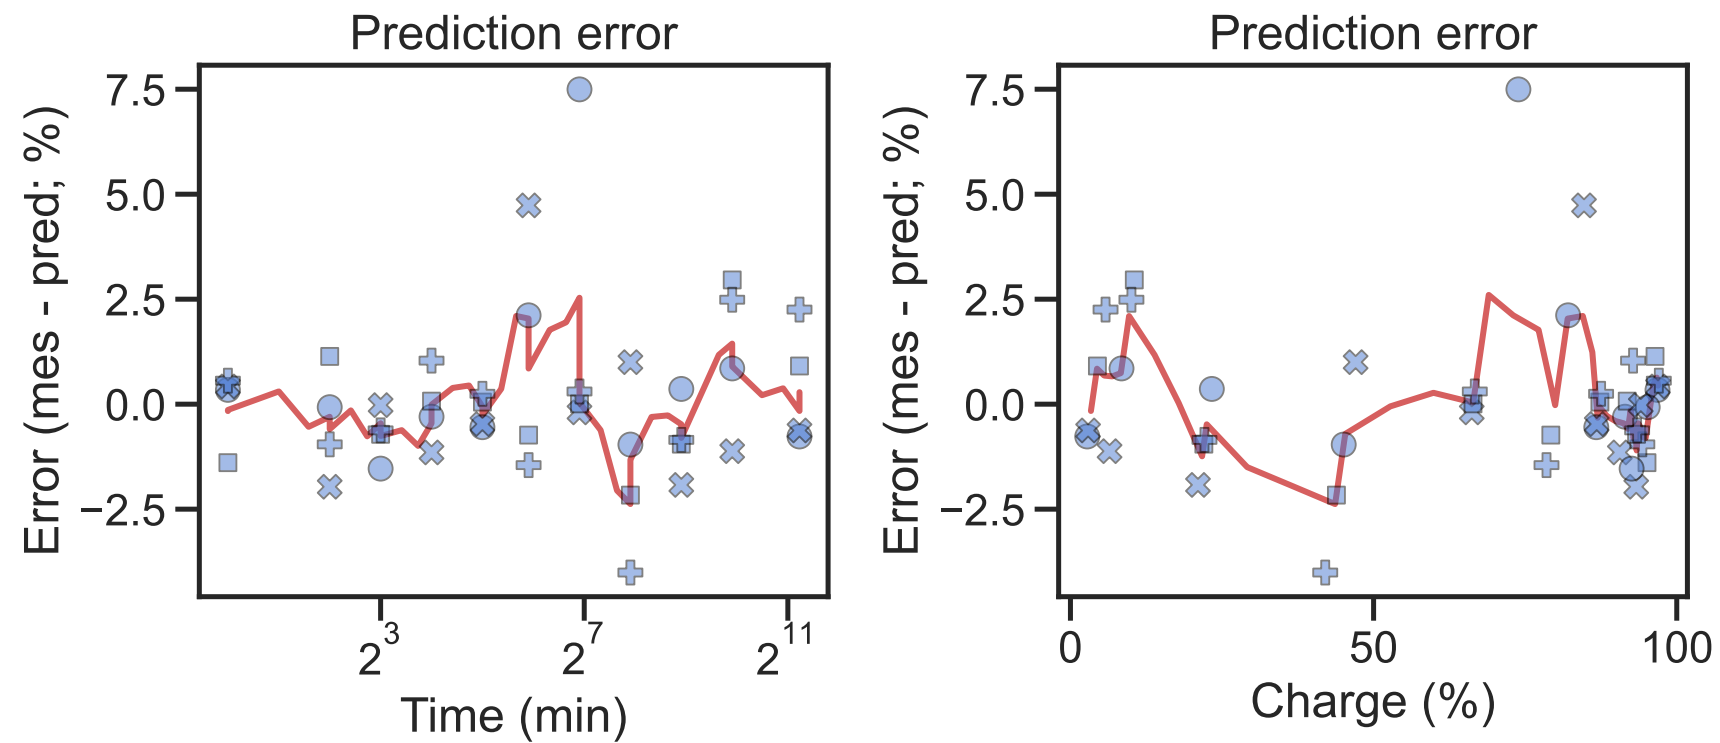 Prediction error
7.5
5.0
2.5
0.0
−2.5
Error (mes - pred; %)
2^3
2^7
2^11
Time (min)
Prediction error
7.5
5.0
2.5
0.0
−2.5
Error (mes - pred; %)
0
50
100
Charge (%)